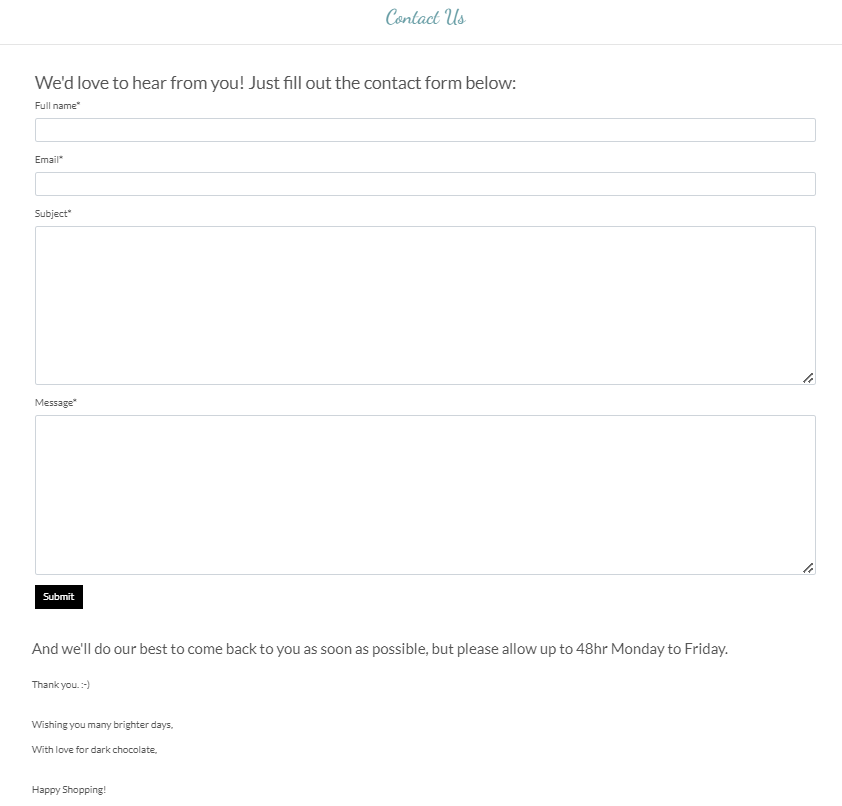 Contact Us
We'd love to hear from you! Just fill out the contact form below:
Full name*
Email*
Subject*
Message*
Submit
And we'll do our best to come back to you as soon as possible, but please allow up to 48hr Monday to Friday.
Thank you. :-)
Wishing you many brighter days,
With love for dark chocolate,
Happy Shopping!